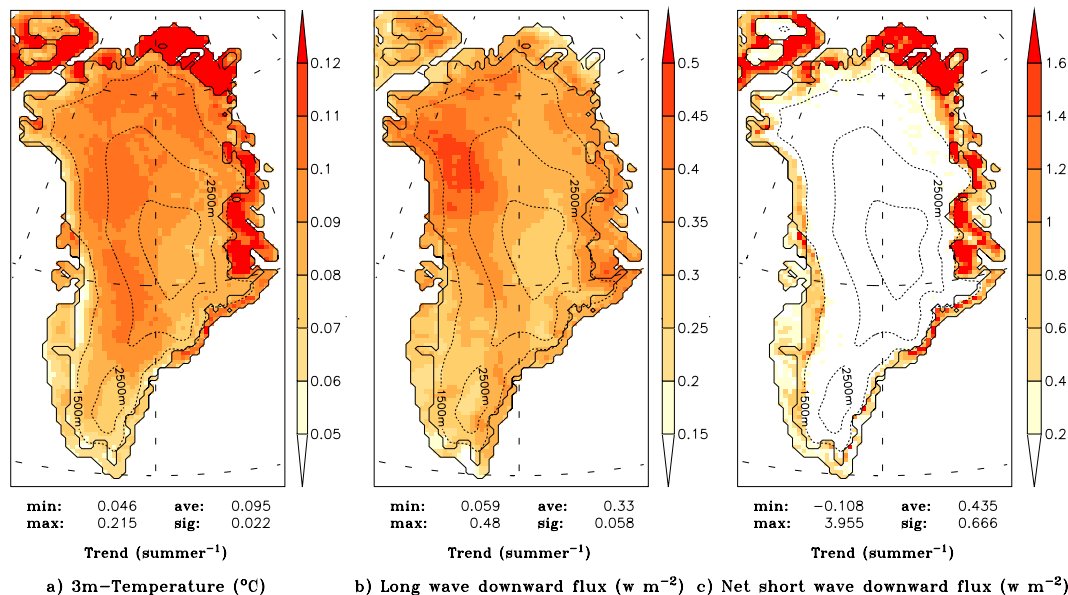 0.12
0.11
0.1
0.09
0.08
0.07
0.06
0.05
2500m
2500m
1500m
min: 0.046 ave: 0.095
max: 0.215 sig: 0.022
Trend (summer⁻¹)
a) 3m−Temperature (ºC)
0.5
0.45
0.4
0.35
0.3
0.25
0.2
0.15
2500m
2500m
1500m
min: 0.059 ave: 0.33
max: 0.48 sig: 0.058
Trend (summer⁻¹)
b) Long wave downward flux (w m⁻²)
1.6
1.4
1.2
1
0.8
0.6
0.4
0.2
2500m
2500m
1500m
min: −0.108 ave: 0.435
max: 3.955 sig: 0.666
Trend (summer⁻¹)
c) Net short wave downward flux (w m⁻²)